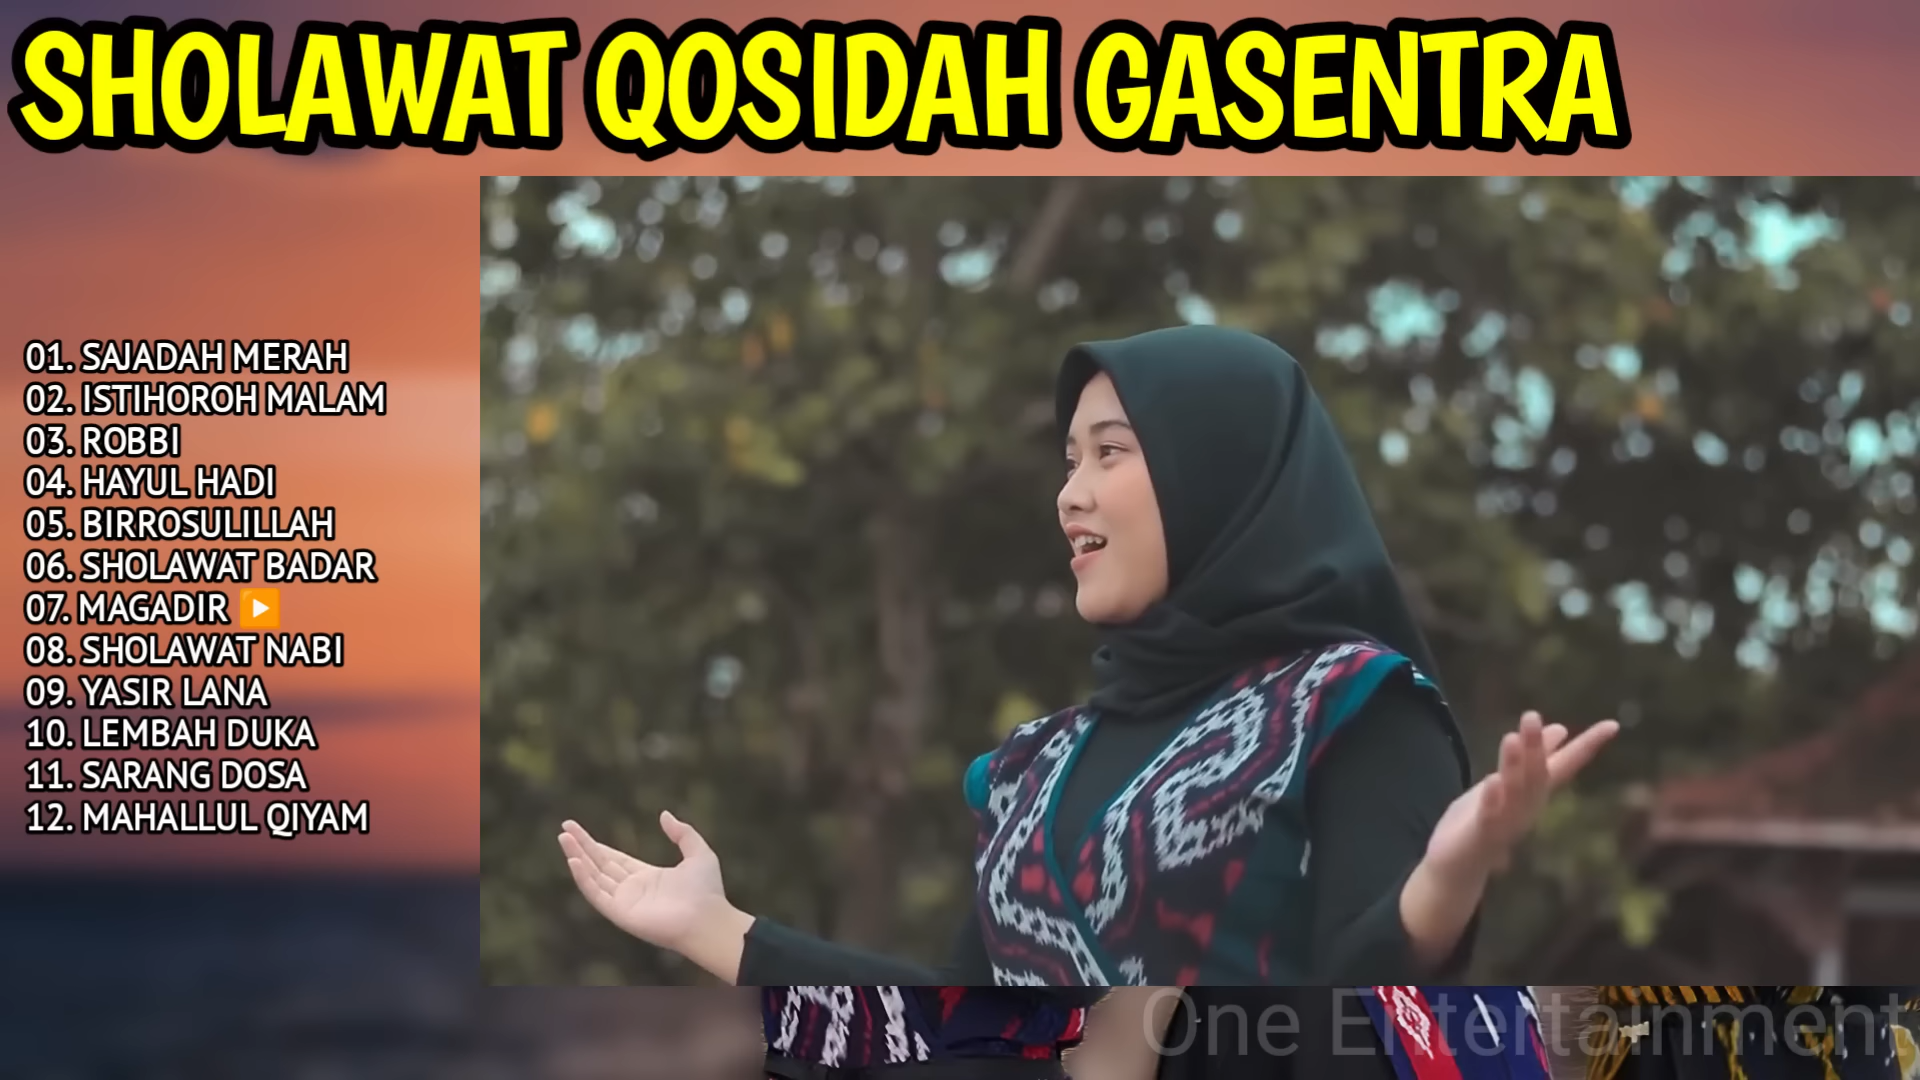 SHOLAWAT QOSIDAH GASENTRA
01. SAJADAH MERAH
02. ISTIHOROH MALAM
03. ROBBI
04. HAYUL HADI
05. BIRROSULILLAH
06. SHOLAWAT BADAR
07. MAGADIR ▶️
08. SHOLAWAT NABI
09. YASIR LANA
10. LEMBAH DUKA
11. SARANG DOSA
12. MAHALLUL QIYAM
One Entertainment